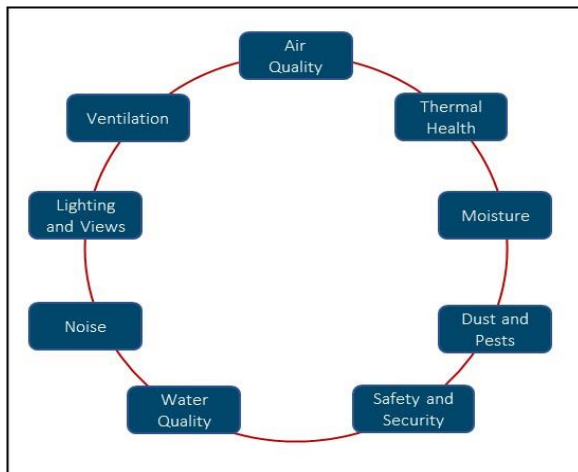 Air
Quality
Thermal
Health
Moisture
Dust and
Pests
Safety and
Security
Water
Quality
Noise
Lighting
and Views
Ventilation